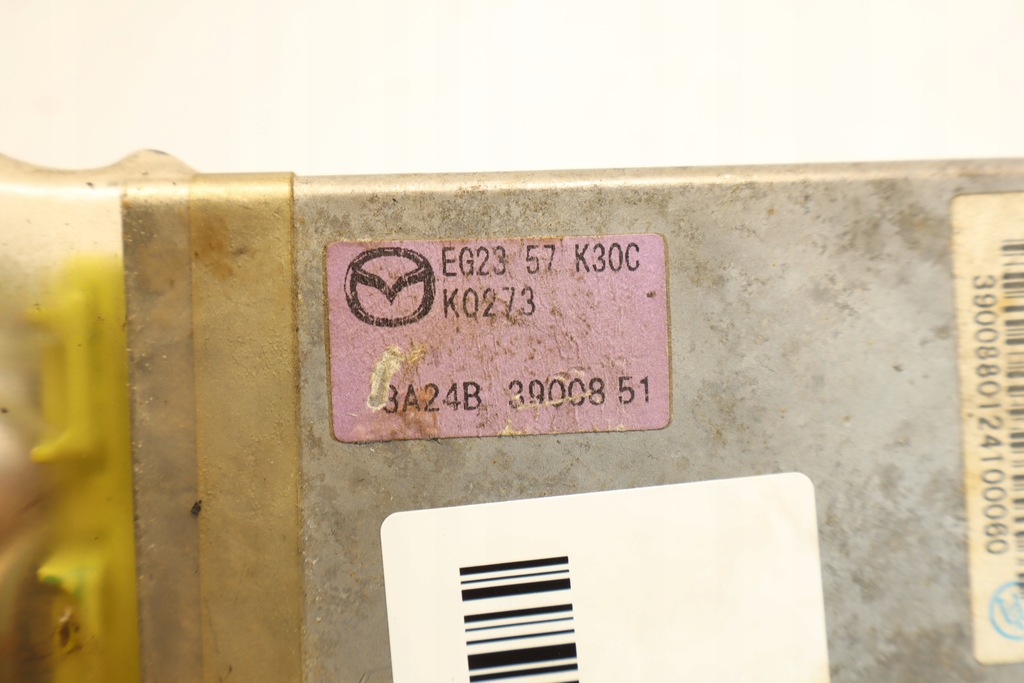 EG23 57 K30C
K0273
3A24B 39008 51
39008801241000060